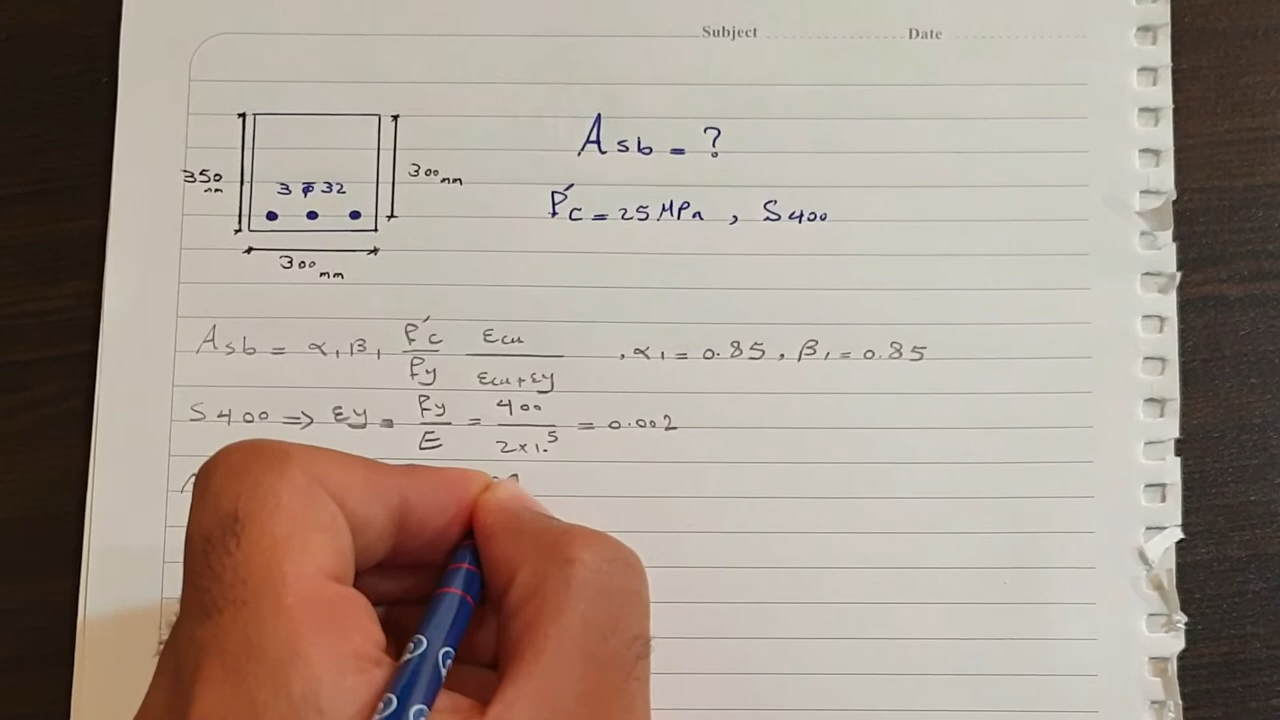 Subject Date
350 mm
3 Φ 32
300 mm
300 mm
Asb = ?
f'c = 25 MPa , S400
Asb = α1 β1 f'c/fy εcu/εcu+εy , α1 = 0.85 , β1 = 0.85
S400 ⇒ εy = fy/E = 400/2×10^5 = 0.002